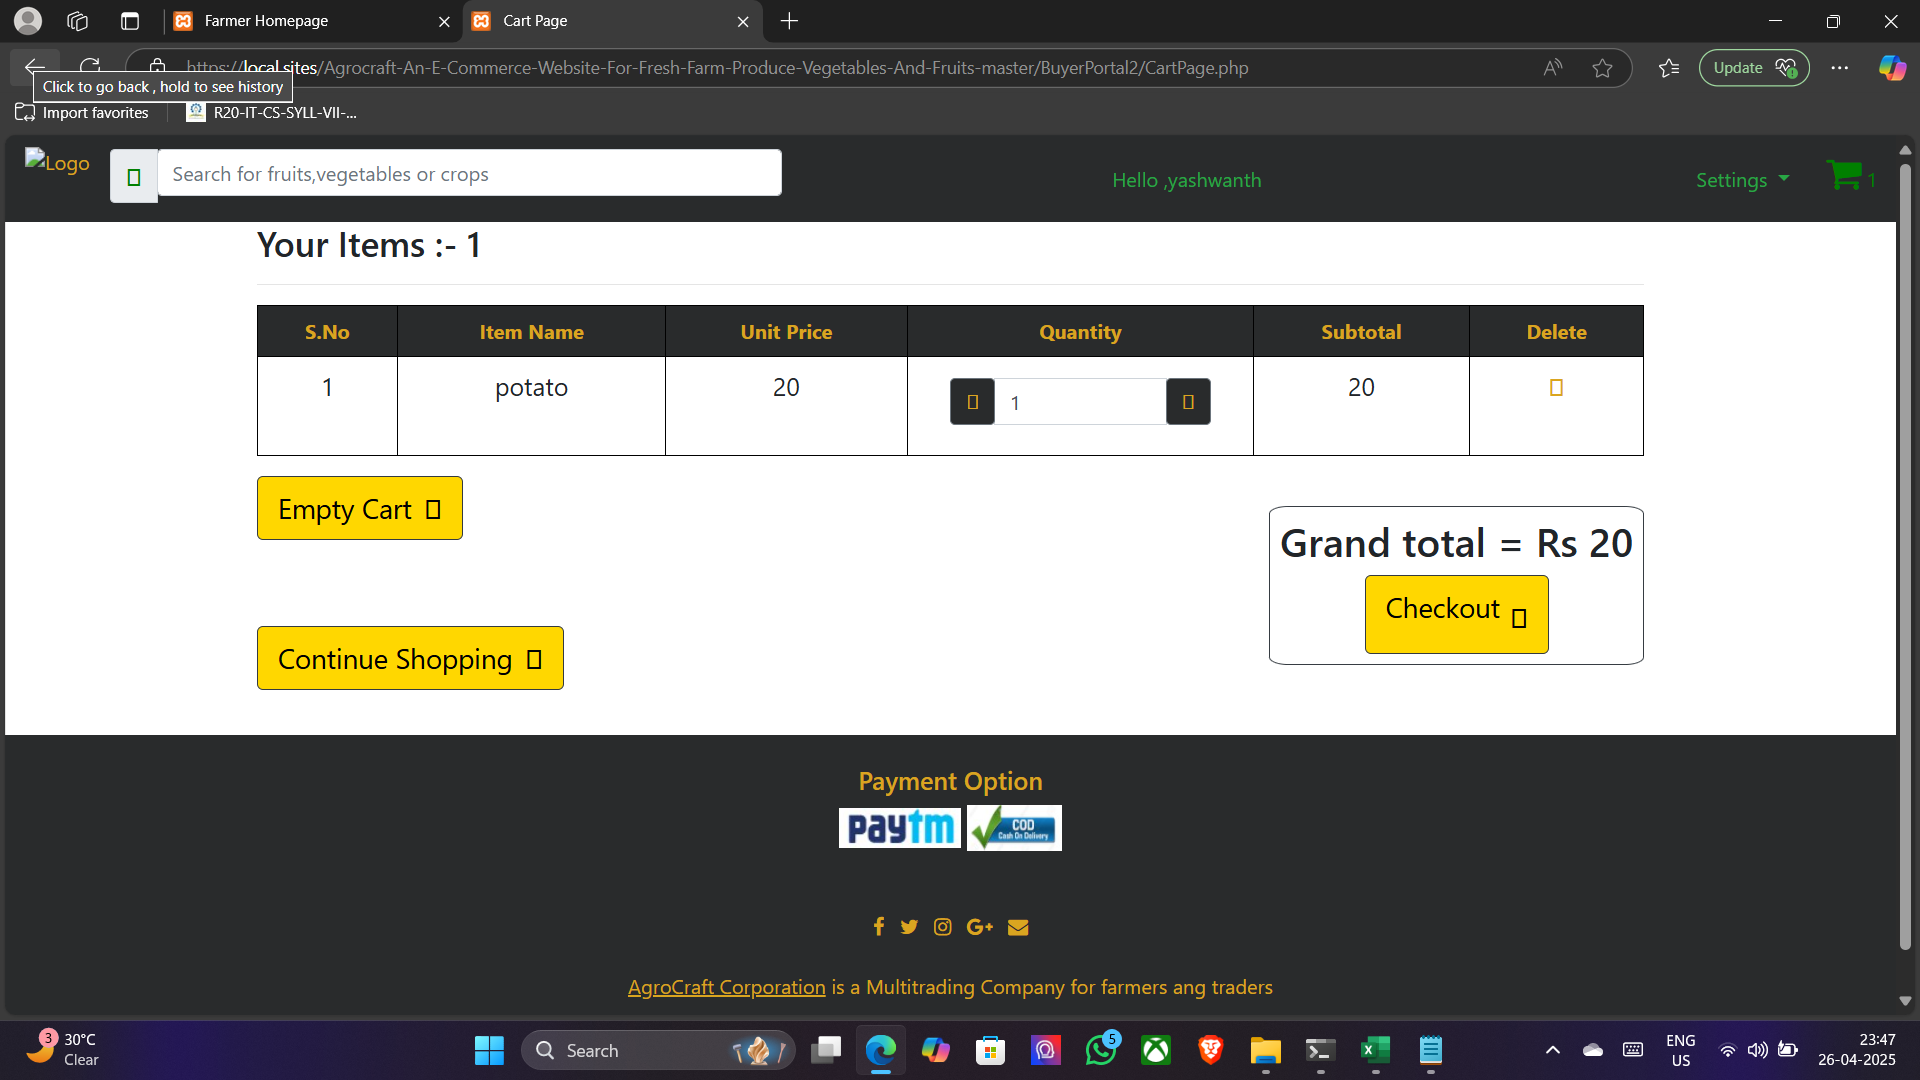 Farmer Homepage
Cart Page
https://local.sites/Agrocraft-An-E-Commerce-Website-For-Fresh-Farm-Produce-Vegetables-And-Fruits-master/BuyerPortal2/CartPage.php
Update
Click to go back , hold to see history
Import favorites
R20-IT-CS-SYLL-VII-...
Logo
Search for fruits,vegetables or crops
Hello ,yashwanth
Settings
1
Your Items :- 1
S.No Item Name Unit Price Quantity Subtotal Delete
1 potato 20 1 20
Empty Cart
Grand total = Rs 20
Checkout
Continue Shopping
Payment Option
paytm
COD
Cash On Delivery
AgroCraft Corporation is a Multitrading Company for farmers ang traders
3
30°C
Clear
Search
5
ENG
US
23:47
26-04-2025